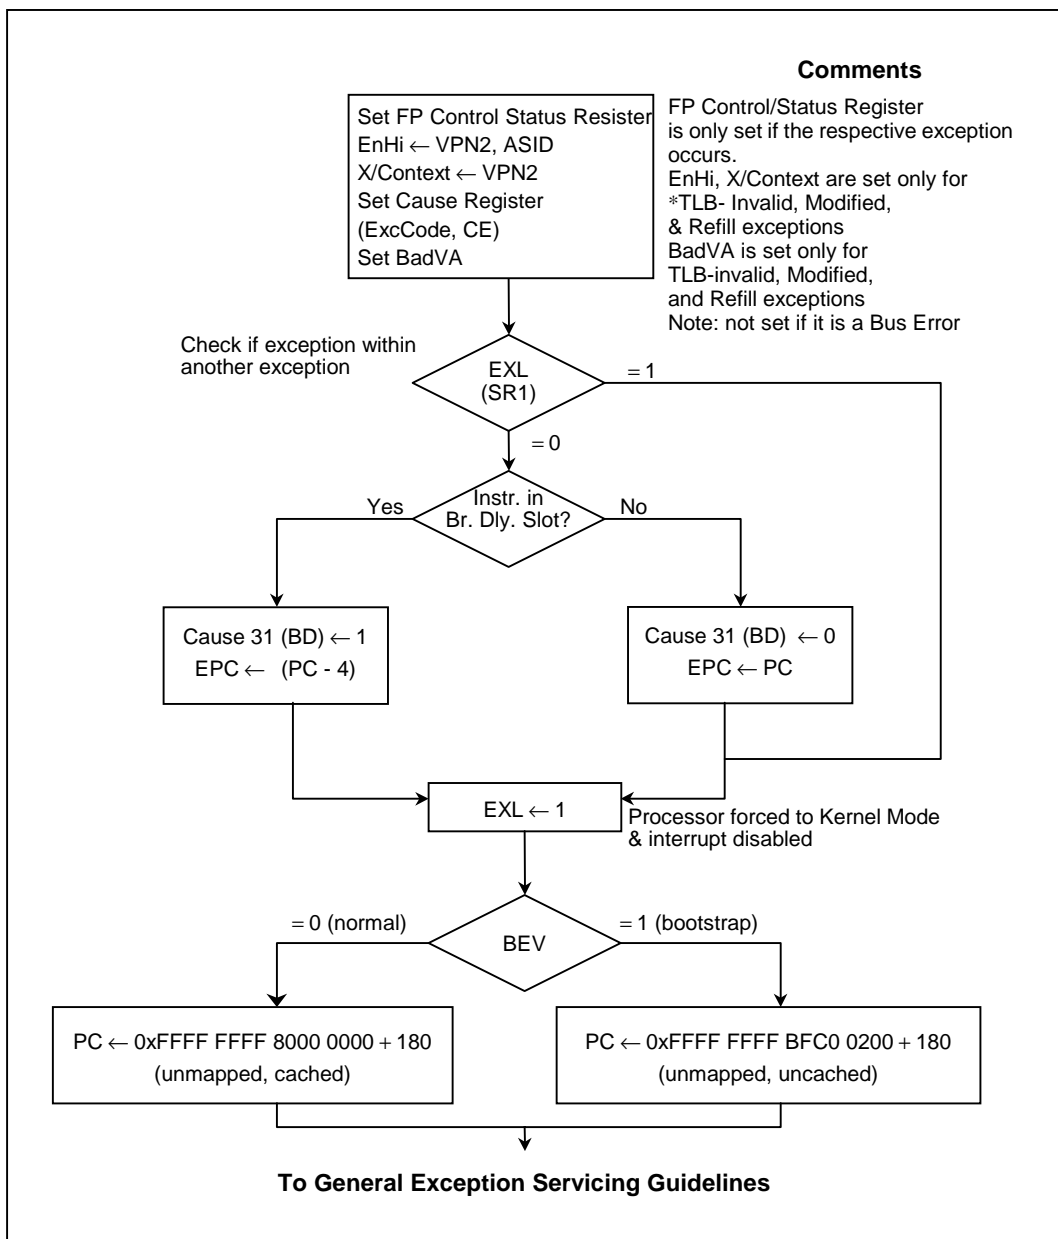 Comments
Set FP Control Status Resister
EnHi ← VPN2, ASID
X/Context ← VPN2
Set Cause Register
(ExcCode, CE)
Set BadVA
FP Control/Status Register
is only set if the respective exception
occurs.
EnHi, X/Context are set only for
*TLB- Invalid, Modified,
& Refill exceptions
BadVA is set only for
TLB-invalid, Modified,
and Refill exceptions
Note: not set if it is a Bus Error
Check if exception within
another exception
EXL
(SR1)
= 1
= 0
Yes
Instr. in
Br. Dly. Slot?
No
Cause 31 (BD) ← 1
EPC ← (PC - 4)
Cause 31 (BD) ← 0
EPC ← PC
EXL ← 1
Processor forced to Kernel Mode
& interrupt disabled
= 0 (normal)
BEV
= 1 (bootstrap)
PC ← 0xFFFF FFFF 8000 0000 + 180
(unmapped, cached)
PC ← 0xFFFF FFFF BFC0 0200 + 180
(unmapped, uncached)
To General Exception Servicing Guidelines